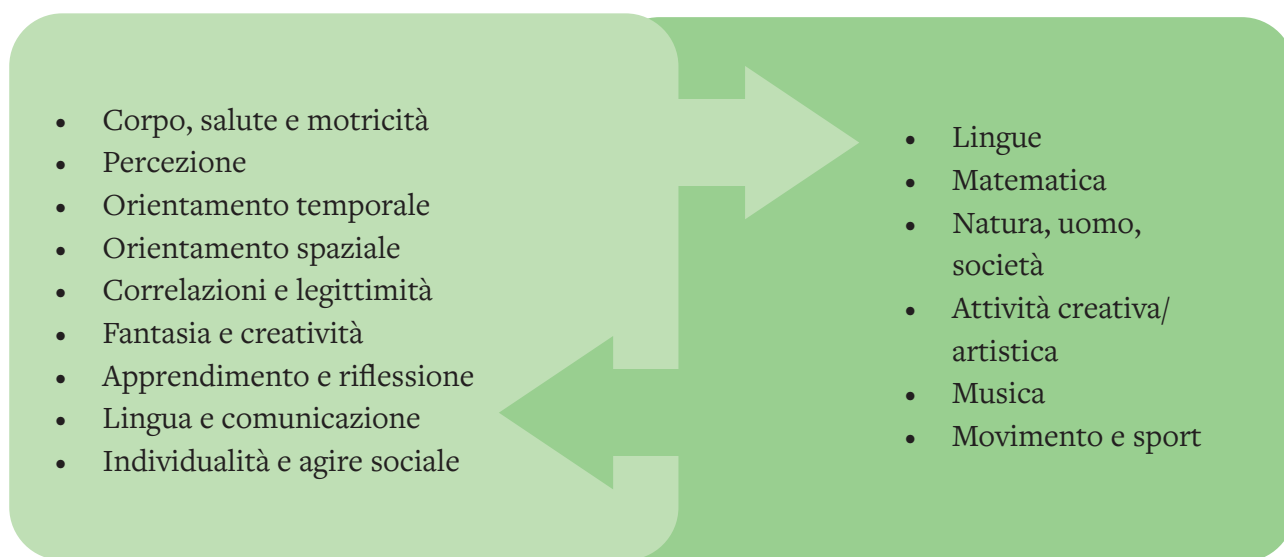 • Corpo, salute e motricità
• Percezione
• Orientamento temporale
• Orientamento spaziale
• Correlazioni e legittimità
• Fantasia e creatività
• Apprendimento e riflessione
• Lingua e comunicazione
• Individualità e agire sociale
• Lingue
• Matematica
• Natura, uomo,
società
• Attività creativa/
artistica
• Musica
• Movimento e sport